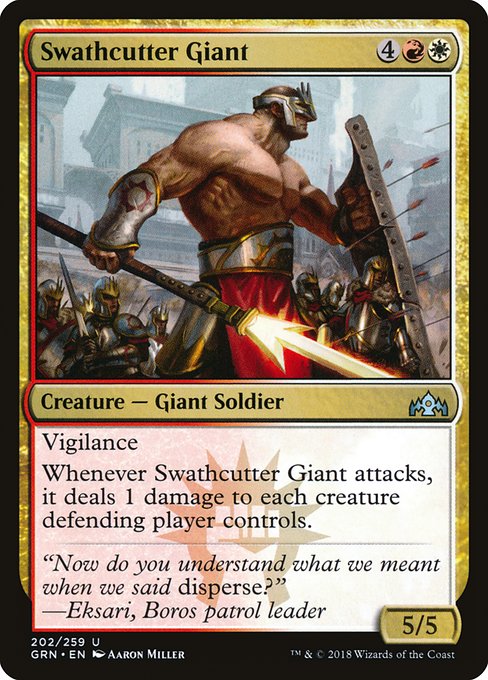 Swathcutter Giant 4
Creature — Giant Soldier
Vigilance
Whenever Swathcutter Giant attacks,
it deals 1 damage to each creature
defending player controls.
“Now do you understand what we meant
when we said disperse?”
—Eksari, Boros patrol leader
5/5
202/259 U
GRN • EN Aaron Miller
™ & © 2018 Wizards of the Coast